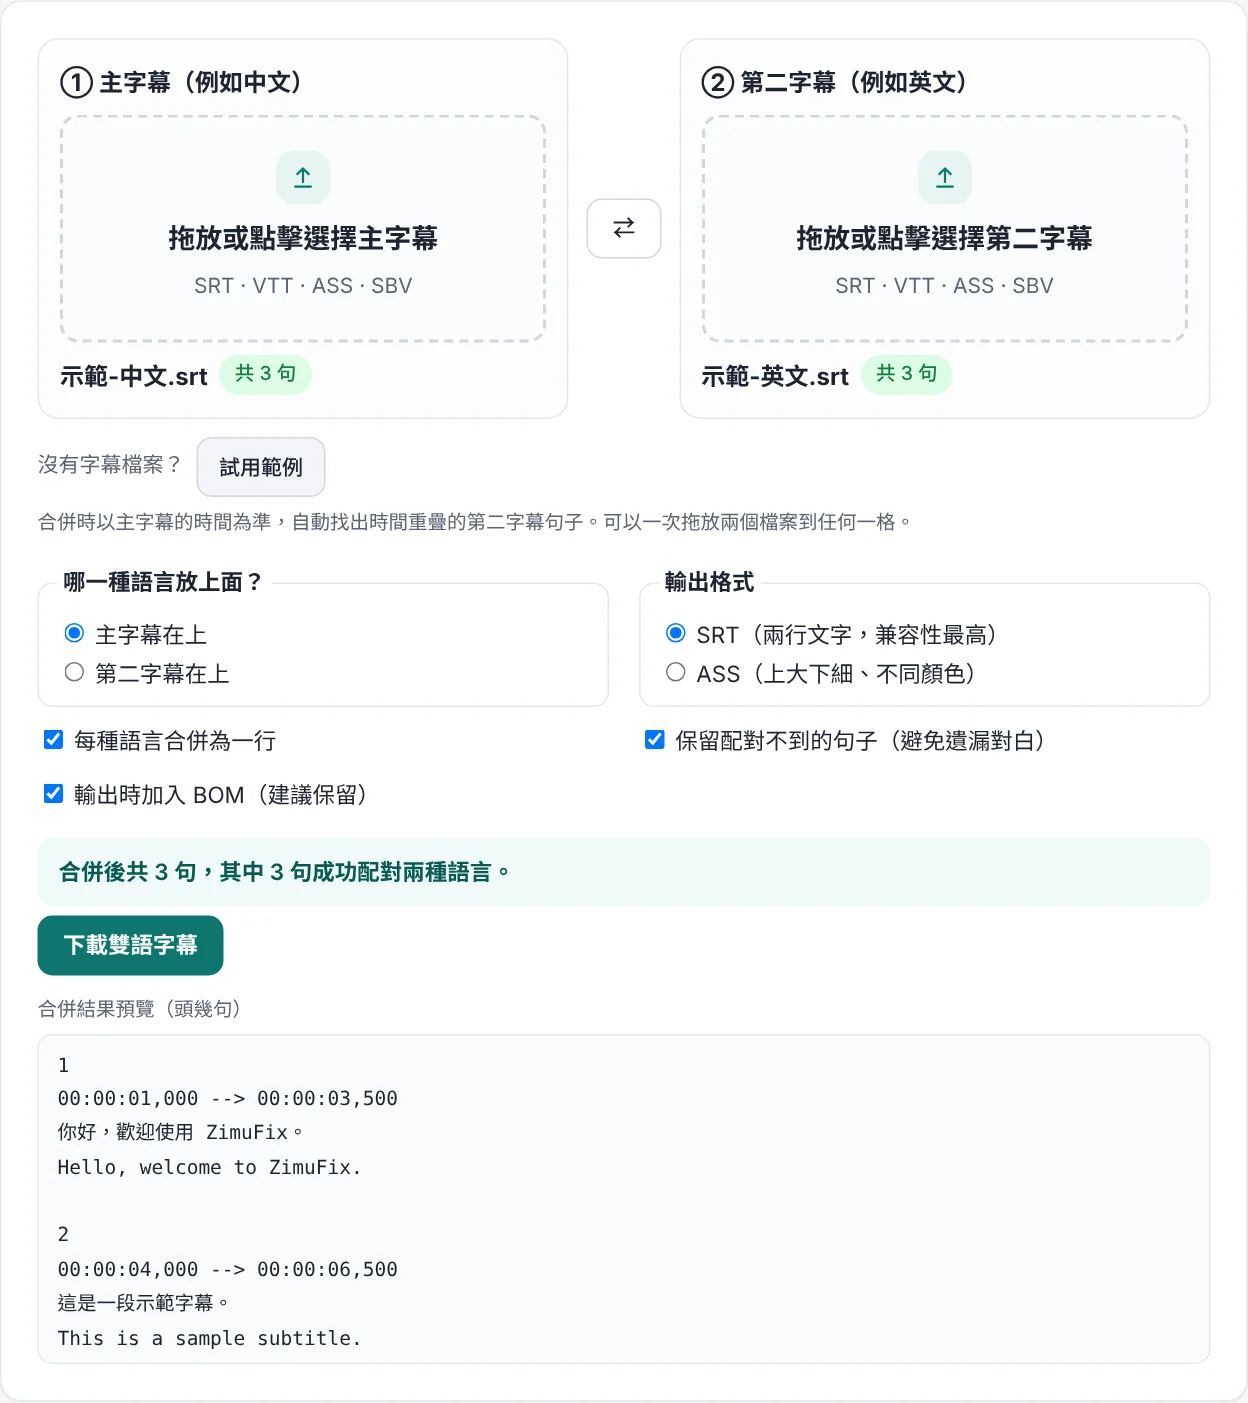 ① 主字幕（例如中文）
拖放或點擊選擇主字幕
SRT · VTT · ASS · SBV
示範-中文.srt 共 3 句
② 第二字幕（例如英文）
拖放或點擊選擇第二字幕
SRT · VTT · ASS · SBV
示範-英文.srt 共 3 句
沒有字幕檔案？ 試用範例
合併時以主字幕的時間為準，自動找出時間重疊的第二字幕句子。可以一次拖放兩個檔案到任何一格。
哪一種語言放上面？
主字幕在上
第二字幕在上
輸出格式
SRT（兩行文字，兼容性最高）
ASS（上大下細、不同顏色）
每種語言合併為一行
保留配對不到的句子（避免遺漏對白）
輸出時加入 BOM（建議保留）
合併後共 3 句，其中 3 句成功配對兩種語言。
下載雙語字幕
合併結果預覽（頭幾句）
1
00:00:01,000 --> 00:00:03,500
你好，歡迎使用 ZimuFix。
Hello, welcome to ZimuFix.
2
00:00:04,000 --> 00:00:06,500
這是一段示範字幕。
This is a sample subtitle.